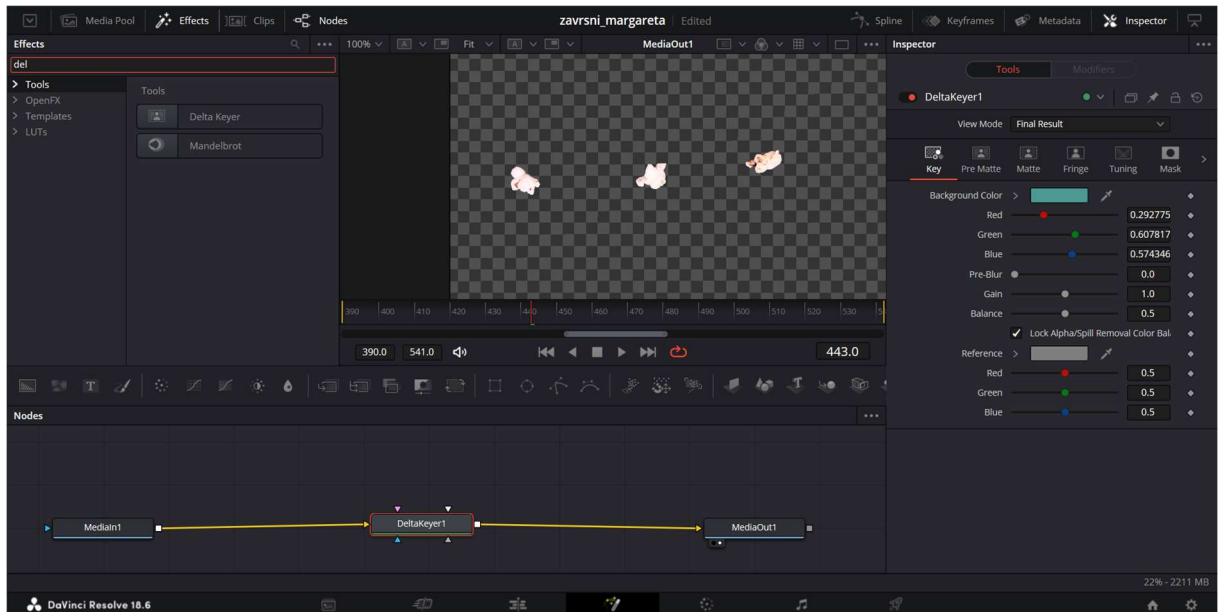 Media Pool Effects Clips Nodes zavrsni_margareta Edited Spline Keyframes Metadata Inspector
Effects
100% Fit MediaOut1
Inspector
del
Tools
OpenFX
Templates
LUTs
Tools
Delta Keyer
Mandelbrot
390 400 410 420 430 440 450 460 470 480 490 500 510 520 530
390.0 541.0 443.0
Tools Modifiers
DeltaKeyer1
View Mode Final Result
Key Pre Matte Matte Fringe Tuning Mask
Background Color
Red 0.292775
Green 0.607817
Blue 0.574346
Pre-Blur 0.0
Gain 1.0
Balance 0.5
Lock Alpha/Spill Removal Color Bal
Reference
Red 0.5
Green 0.5
Blue 0.5
Nodes
MediaIn1
DeltaKeyer1
MediaOut1
22% - 2211 MB
DaVinci Resolve 18.6